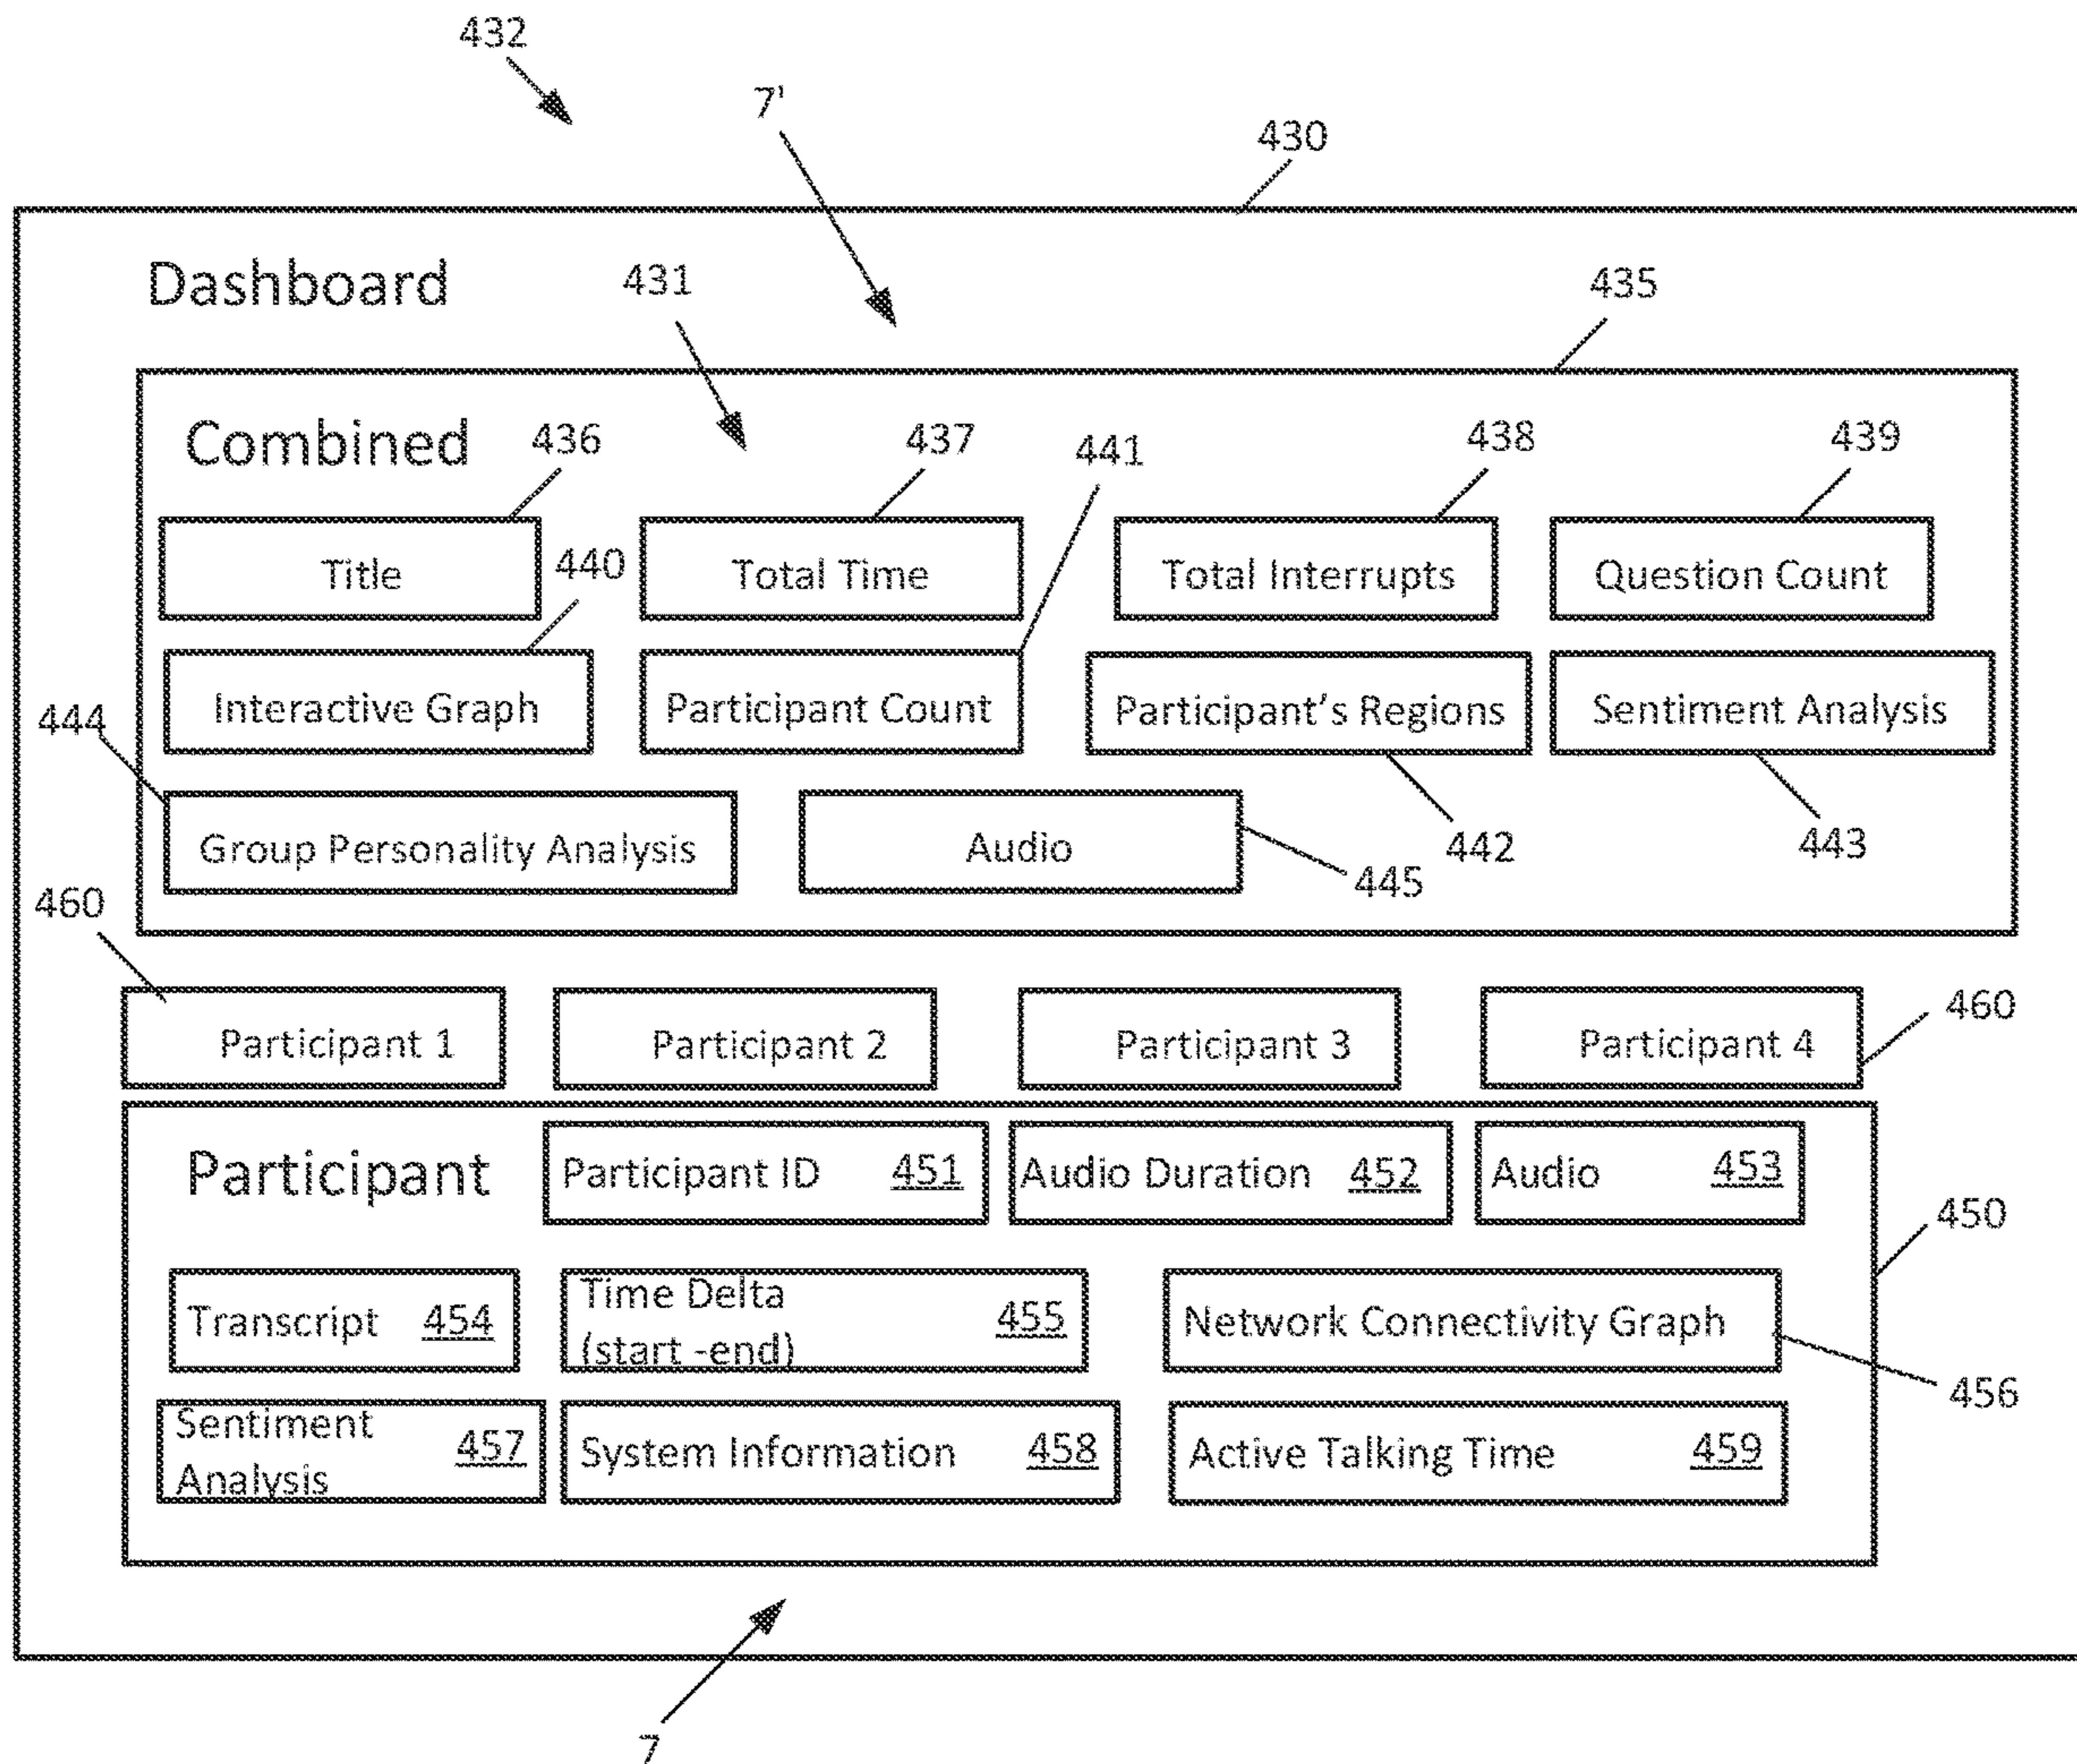 432
7'
430
Dashboard
431
435
Combined
436
437
441
438
439
Title
440
Total Time
Total Interrupts
Question Count
444
Interactive Graph
Participant Count
Participant's Regions
Sentiment Analysis
Group Personality Analysis
Audio
445
442
443
460
Participant 1
Participant 2
Participant 3
Participant 4
460
Participant
Participant ID 451
Audio Duration 452
Audio 453
450
Transcript 454
Time Delta
(start -end)
455
Network Connectivity Graph
456
Sentiment
Analysis
457
System Information 458
Active Talking Time 459
7